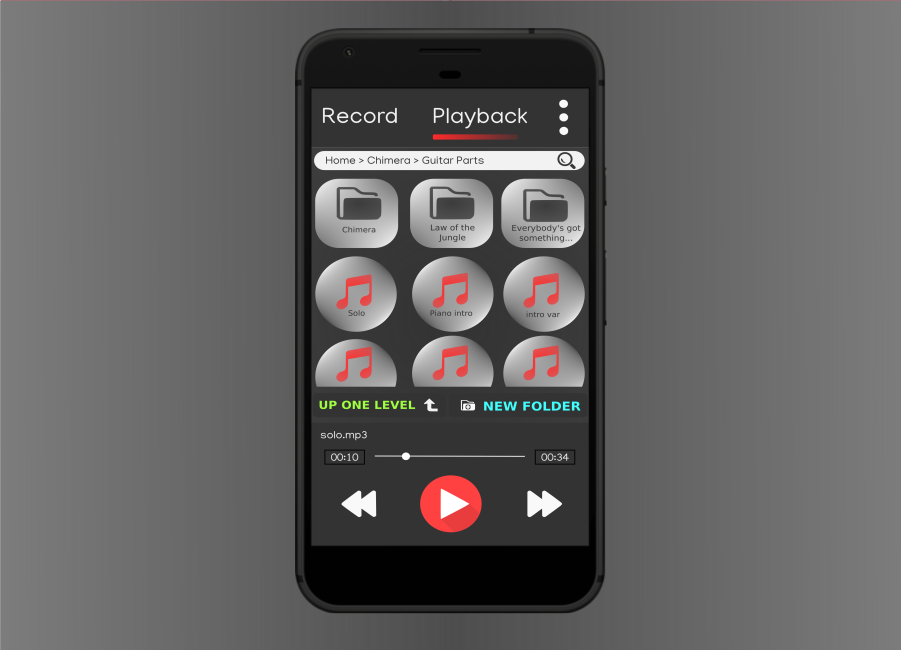 Record Playback
Home > Chimera > Guitar Parts
Chimera
Law of the
Jungle
Everybody's got
something...
Solo
Piano intro
intro var
UP ONE LEVEL
NEW FOLDER
solo.mp3
00:10
00:34